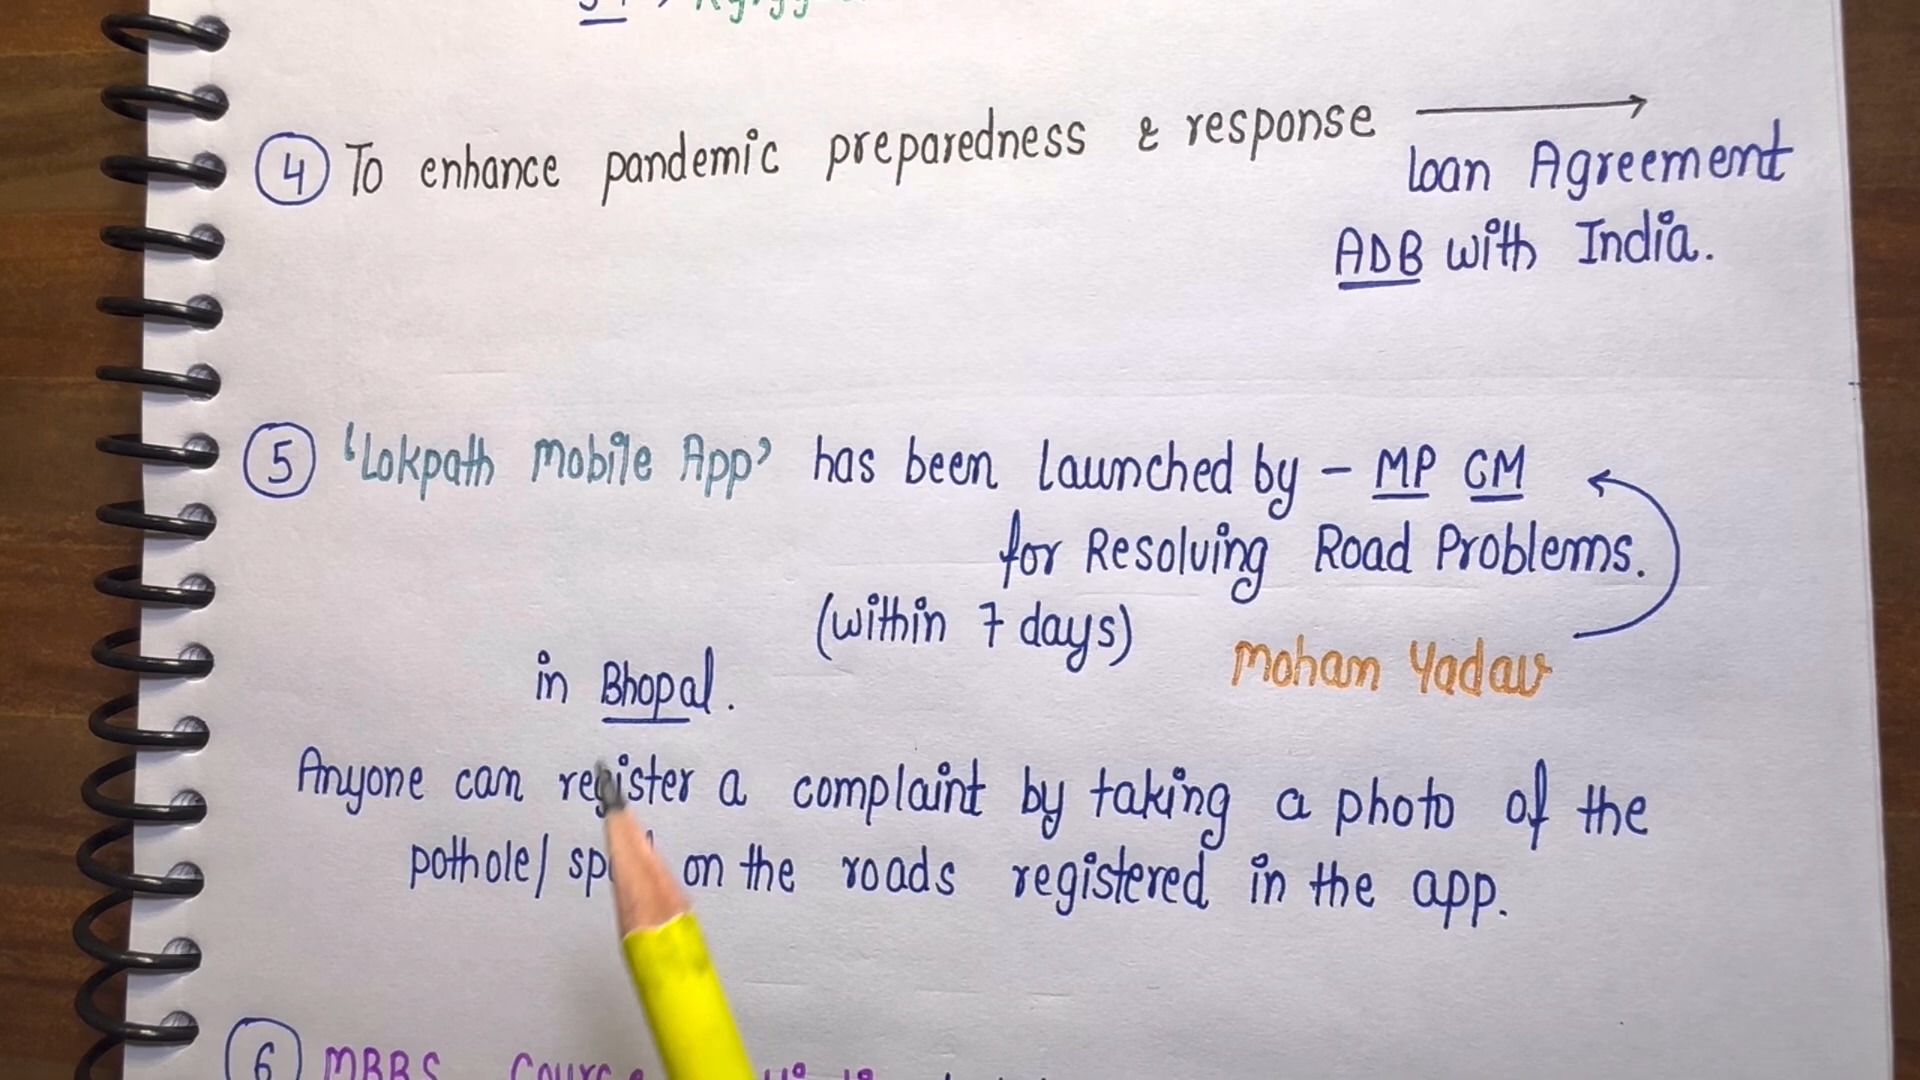 ④ To enhance pandemic preparedness & response →
loan Agreement
ADB with India.
⑤ 'Lokpath Mobile App' has been launched by – MP CM
for Resolving Road Problems.
(within 7 days)
Mohan Yadav
in Bhopal.
Anyone can register a complaint by taking a photo of the
pothole/ on the roads registered in the app.
⑥ MBBS